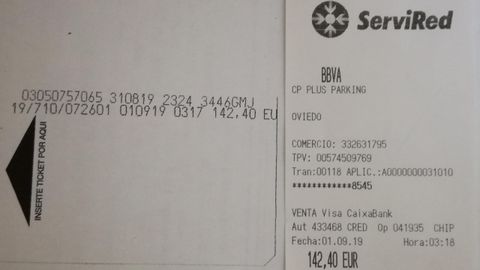 03050757065 310819 2324 3446GMJ
19/710/072601 010919 0317 142,40 EU
INSERTE TICKET POR AQUI
ServiRed
BBVA
CP PLUS PARKING
OVIEDO
COMERCIO: 332631795
TPV: 00574509769
Tran:00118 APLIC.:A0000000031010
************8545
VENTA Visa CaixaBank
Aut 433468 CRED Op 041935 CHIP
Fecha:01.09.19 Hora:03:18
142,40 EUR